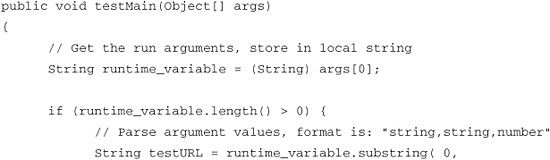 public void testMain(Object[] args)
{
// Get the run arguments, store in local string
String runtime_variable = (String) args[0];
if (runtime_variable.length() > 0) {
// Parse argument values, format is: "string,string,number"
String testURL = runtime_variable.substring( 0,